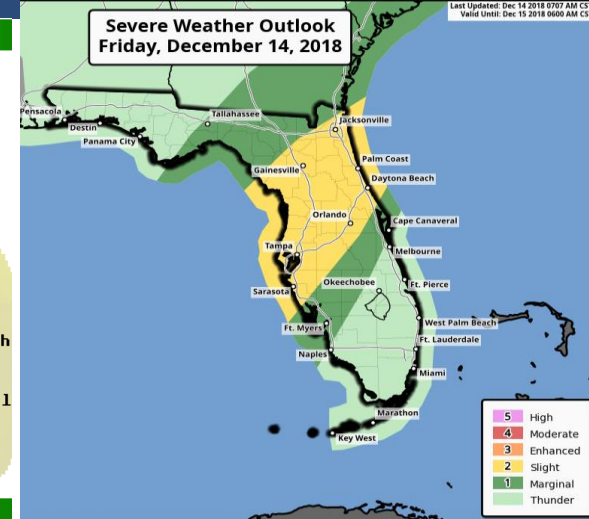 Last Updated: Dec 14 2018 0707 AM CST
Valid Until: Dec 15 2018 0600 AM CST
Severe Weather Outlook
Friday, December 14, 2018
Pensacola
Destin
Panama City
Tallahassee
Jacksonville
Gainesville
Palm Coast
Daytona Beach
Orlando
Cape Canaveral
Tampa
Melbourne
Okeechobee
Ft. Pierce
Sarasota
Ft. Myers
West Palm Beach
Ft. Lauderdale
Naples
Miami
Marathon
Key West
h
l
5 High
4 Moderate
3 Enhanced
2 Slight
1 Marginal
Thunder